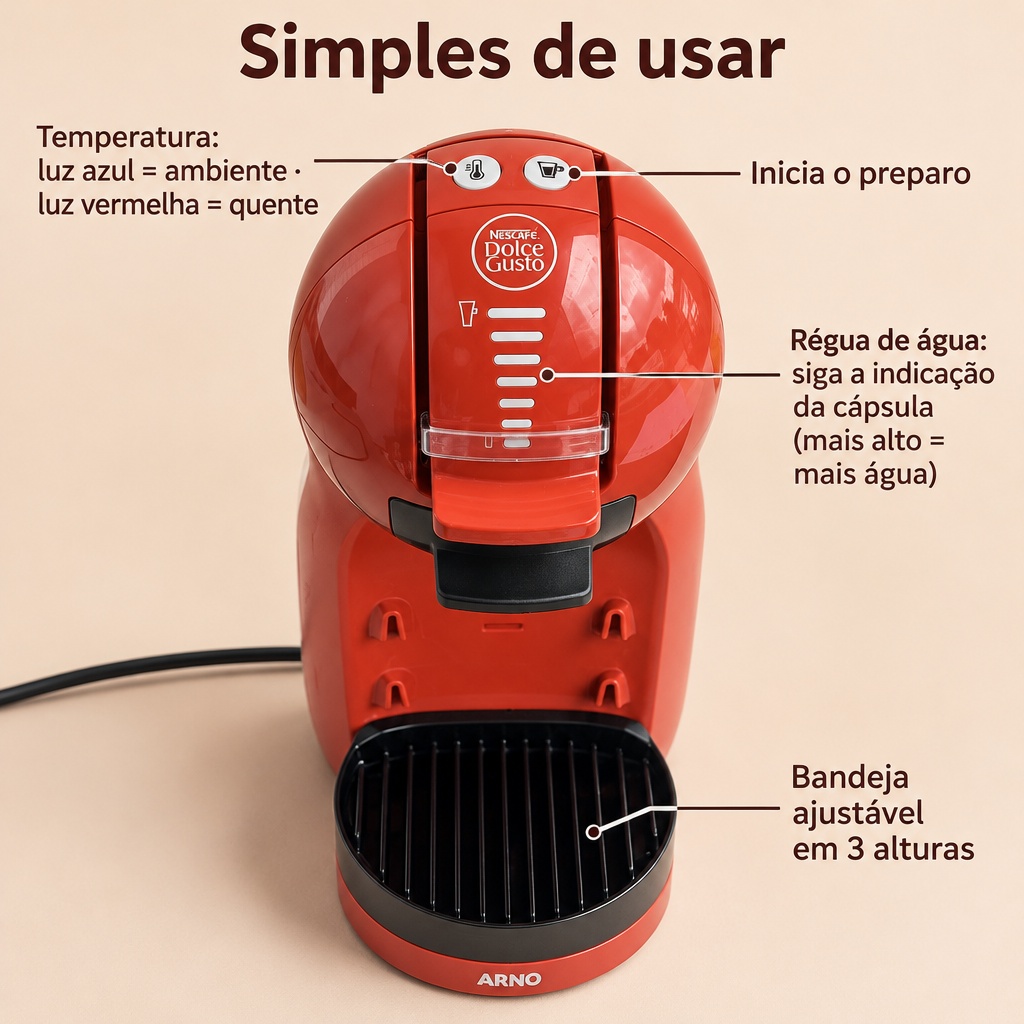 Simples de usar
Temperatura:
luz azul = ambiente ·
luz vermelha = quente
Inicia o preparo
NESCAFÉ.
Dolce
Gusto
Régua de água:
siga a indicação
da cápsula
(mais alto =
mais água)
Bandeja
ajustável
em 3 alturas
ARNO